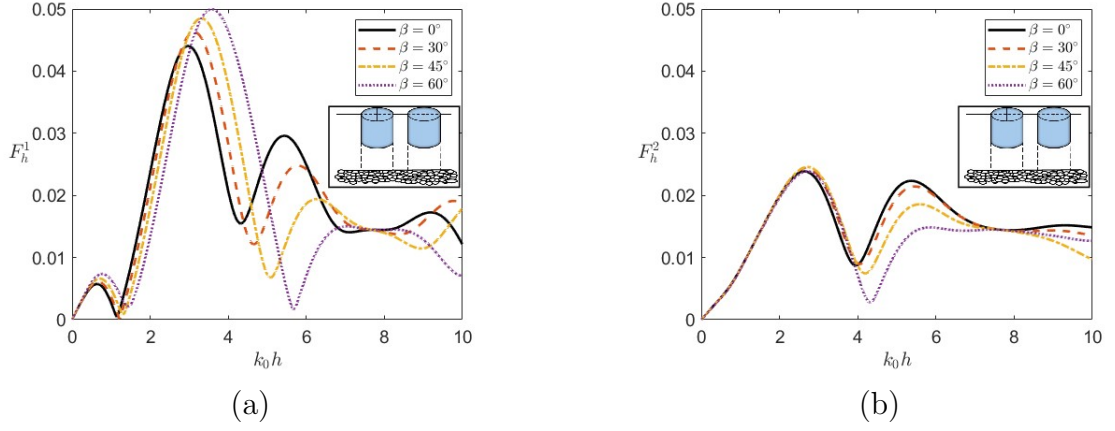 0.05
0.04
0.03
0.02
0.01
0
F_h^1
0 2 4 6 8 10
k_0h
β = 0°
β = 30°
β = 45°
β = 60°
(a)
0.05
0.04
0.03
0.02
0.01
0
F_h^2
0 2 4 6 8 10
k_0h
β = 0°
β = 30°
β = 45°
β = 60°
(b)